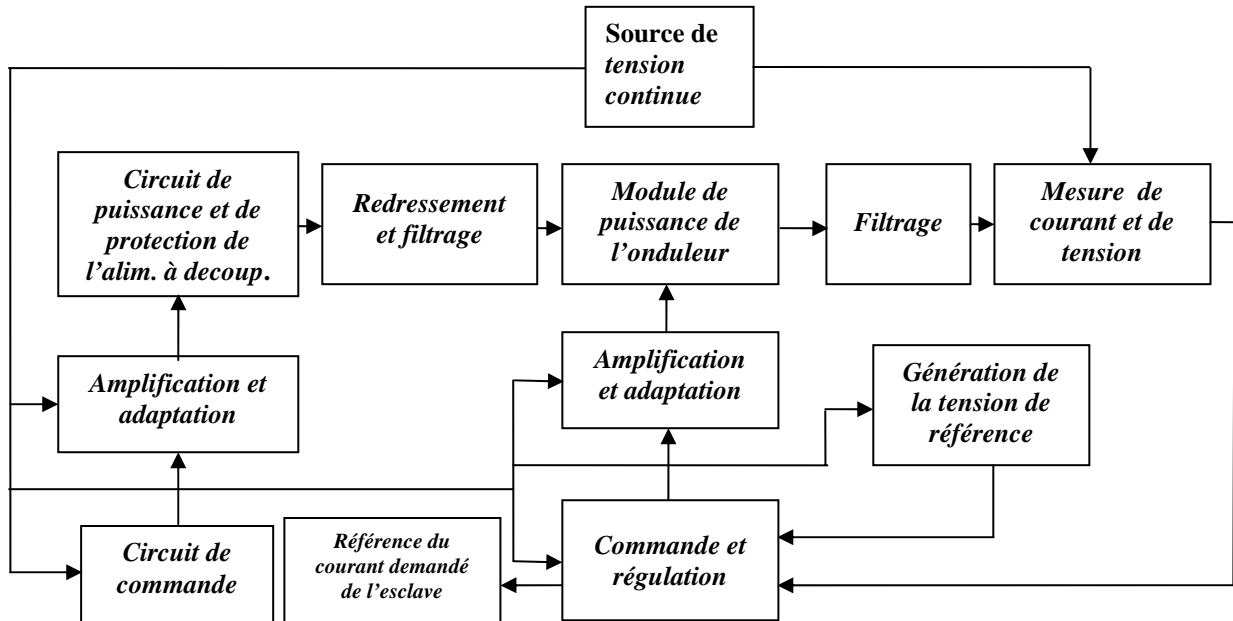 Source de
tension
continue
Circuit de
puissance et de
protection de
l’alim. à decoup.
Redressement
et filtrage
Module de
puissance de
l’onduleur
Filtrage
Mesure de
courant et de
tension
Amplification et
adaptation
Amplification
et adaptation
Génération de
la tension de
référence
Circuit de
commande
Référence du
courant demandé
de l’esclave
Commande et
régulation